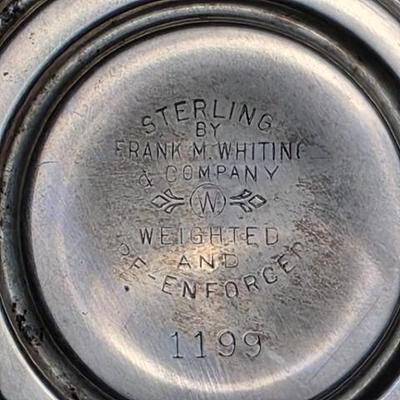 STERLING
BY
FRANK M. WHITING
& COMPANY
W
WEIGHTED
AND
RE-ENFORCED
1199